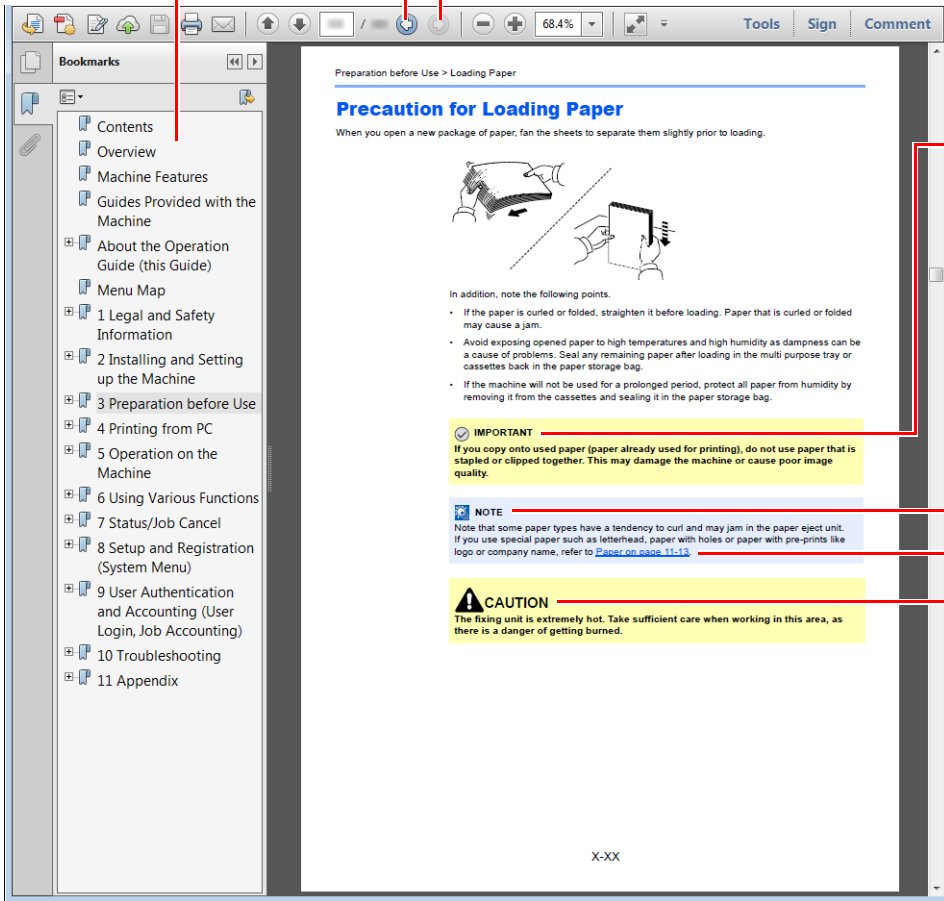 / 68.4% Tools Sign Comment
Bookmarks
Contents
Overview
Machine Features
Guides Provided with the
Machine
About the Operation
Guide (this Guide)
Menu Map
1 Legal and Safety
Information
2 Installing and Setting
up the Machine
3 Preparation before Use
4 Printing from PC
5 Operation on the
Machine
6 Using Various Functions
7 Status/Job Cancel
8 Setup and Registration
(System Menu)
9 User Authentication
and Accounting (User
Login, Job Accounting)
10 Troubleshooting
11 Appendix
Preparation before Use > Loading Paper
Precaution for Loading Paper
When you open a new package of paper, fan the sheets to separate them slightly prior to loading.
In addition, note the following points.
• If the paper is curled or folded, straighten it before loading. Paper that is curled or folded
may cause a jam.
• Avoid exposing opened paper to high temperatures and high humidity as dampness can be
a cause of problems. Seal any remaining paper after loading in the multi purpose tray or
cassettes back in the paper storage bag.
• If the machine will not be used for a prolonged period, protect all paper from humidity by
removing it from the cassettes and sealing it in the paper storage bag.
IMPORTANT
If you copy onto used paper (paper already used for printing), do not use paper that is
stapled or clipped together. This may damage the machine or cause poor image
quality.
NOTE
Note that some paper types have a tendency to curl and may jam in the paper eject unit.
If you use special paper such as letterhead, paper with holes or paper with pre-prints like
logo or company name, refer to Paper on page 11-13.
CAUTION
The fixing unit is extremely hot. Take sufficient care when working in this area, as
there is a danger of getting burned.
X-XX